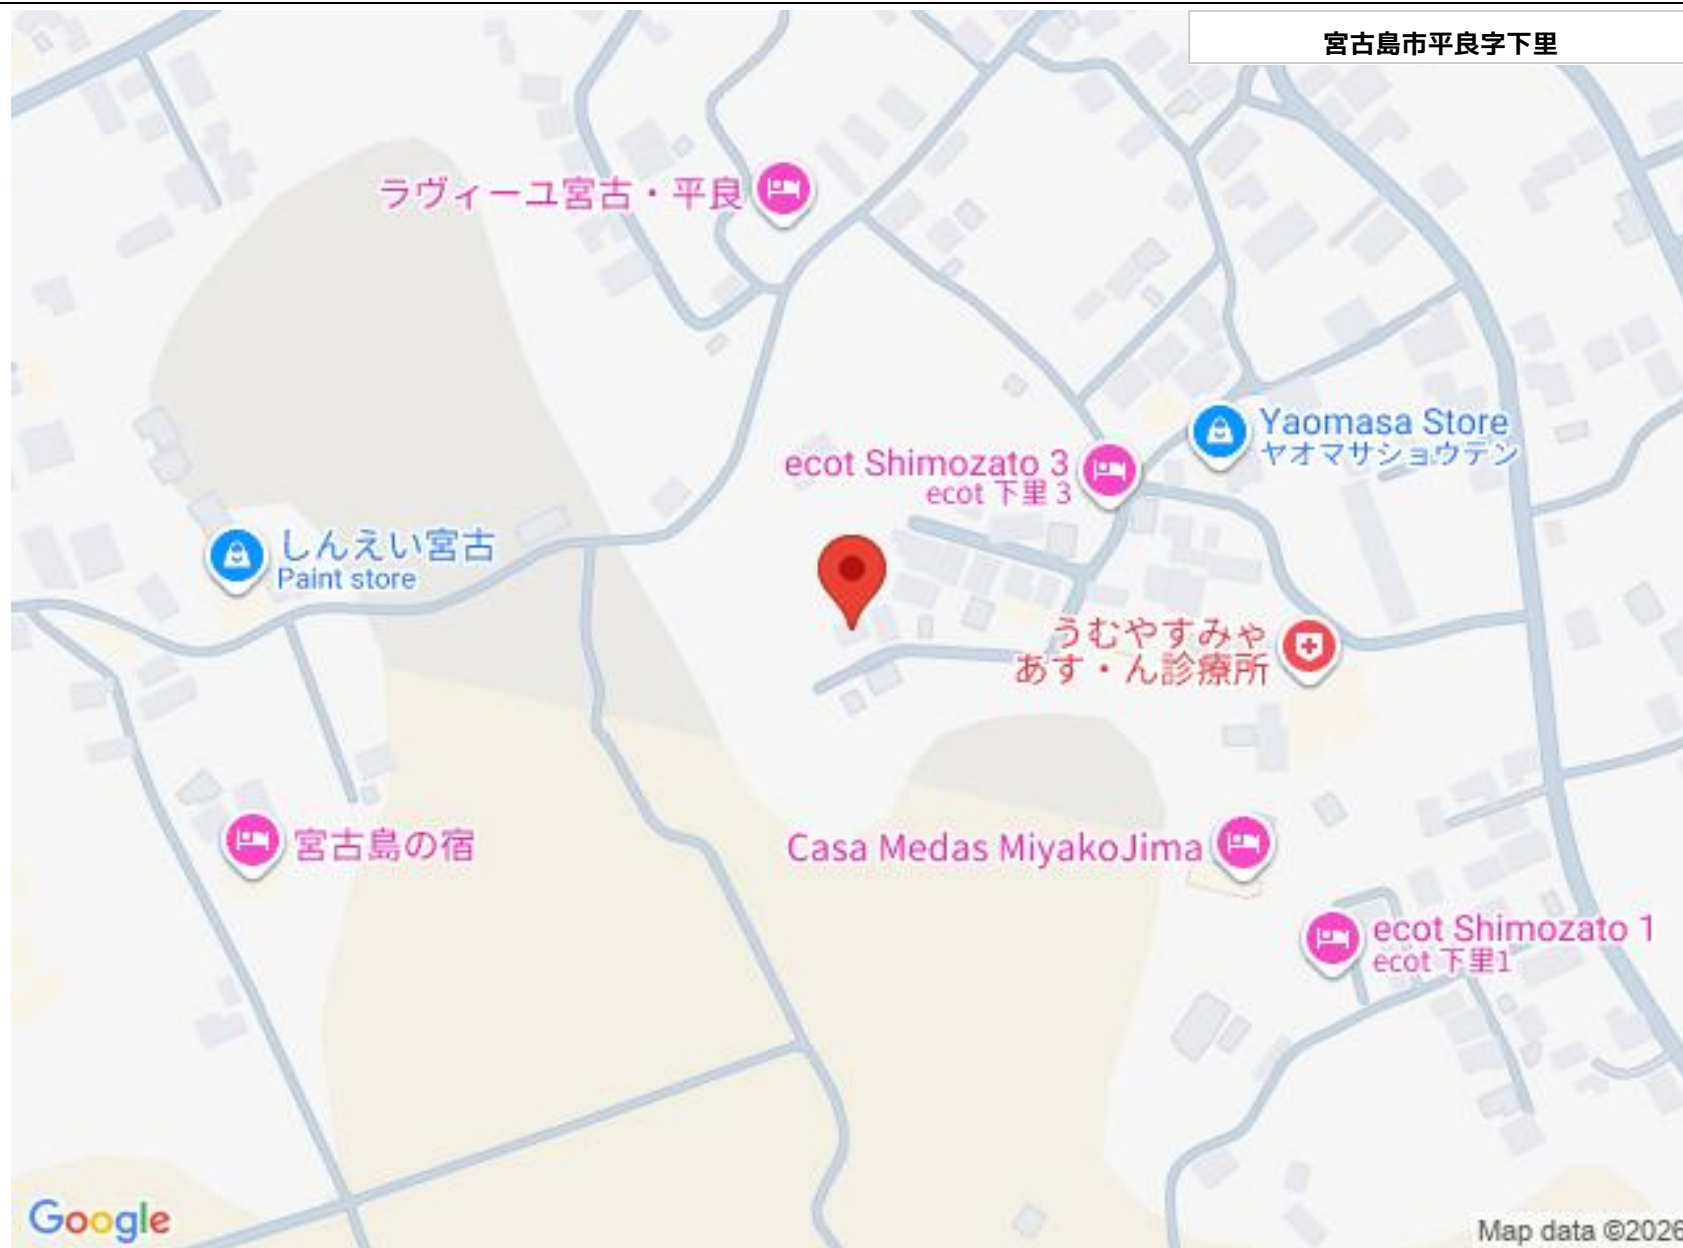 宮古島市平良字下里
ラヴィーユ宮古・平良
Yaomasa Store
ヤオマサショウテン
ecot Shimozato 3
ecot 下里 3
しんえい宮古
Paint store
うむやすみゃ
あす・ん診療所
宮古島の宿
Casa Medas MiyakoJima
ecot Shimozato 1
ecot 下里1
Google
Map data ©2026